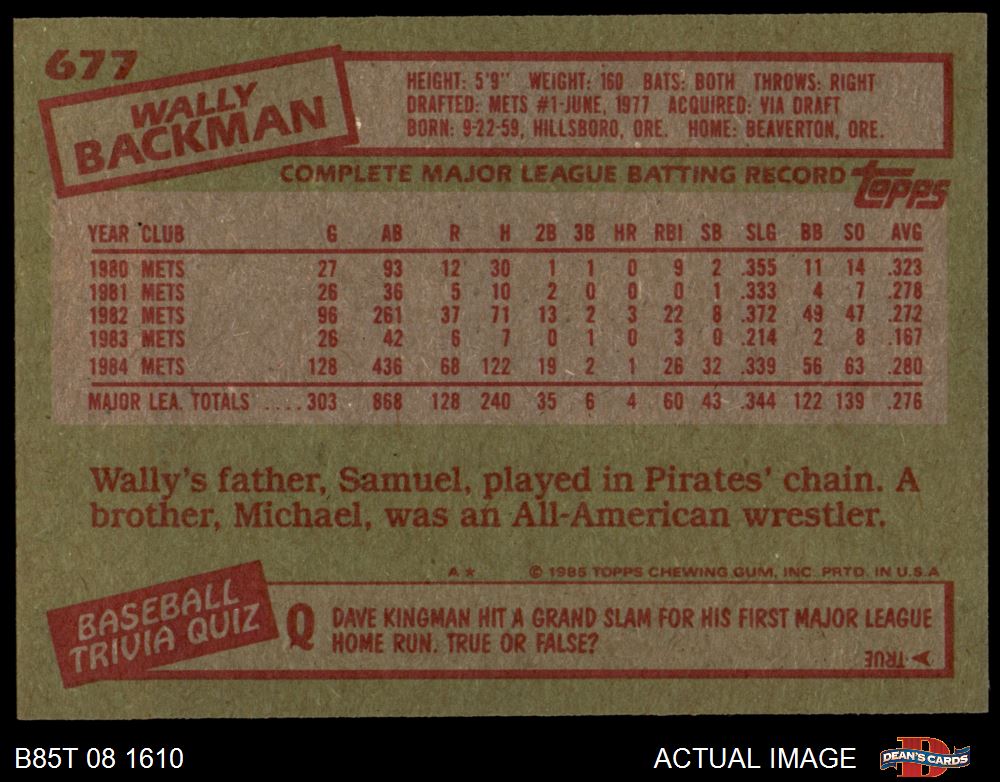 677
WALLY
BACKMAN
HEIGHT: 5'9" WEIGHT: 160 BATS: BOTH THROWS: RIGHT
DRAFTED: METS #1-JUNE, 1977 ACQUIRED: VIA DRAFT
BORN: 9-22-59, HILLSBORO, ORE. HOME: BEAVERTON, ORE.
COMPLETE MAJOR LEAGUE BATTING RECORD topps
YEAR CLUB G AB R H 2B 3B HR RBI SB SLG BB SO AVG
1980 METS 27 93 12 30 1 1 0 9 2 .355 11 14 .323
1981 METS 26 36 5 10 2 0 0 0 1 .333 4 7 .278
1982 METS 96 261 37 71 13 2 3 22 8 .372 49 47 .272
1983 METS 26 42 6 7 0 1 0 3 0 .214 2 8 .167
1984 METS 128 436 68 122 19 2 1 26 32 .339 56 63 .280
MAJOR LEA. TOTALS ....303 868 128 240 35 6 4 60 43 .344 122 139 .276
Wally's father, Samuel, played in Pirates' chain. A
brother, Michael, was an All-American wrestler.
A* © 1985 TOPPS CHEWING GUM, INC. PRTD. IN U.S.A
BASEBALL
TRIVIA QUIZ
Q DAVE KINGMAN HIT A GRAND SLAM FOR HIS FIRST MAJOR LEAGUE
HOME RUN. TRUE OR FALSE?
TRUE
B85T 08 1610 ACTUAL IMAGE D DEAN'S CARDS